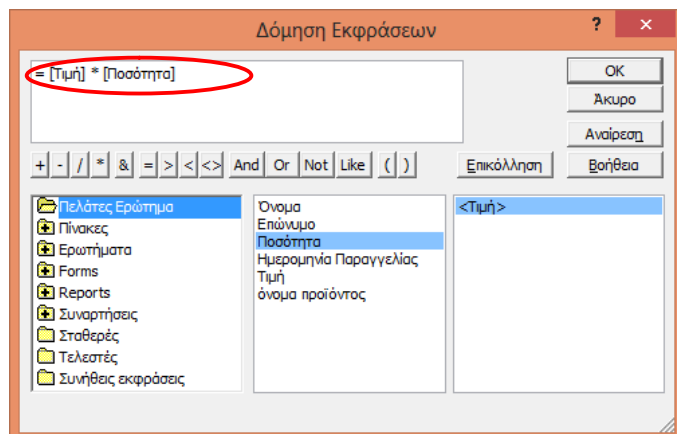 Δόμηση Εκφράσεων ? ×
= [Τιμή] * [Ποσότητα]
OK
Άκυρο
Αναίρεση
+ - / * & = > < <> And Or Not Like ( ) Επικόλληση Βοήθεια
Πελάτες Ερώτημα
Πίνακες
Ερωτήματα
Forms
Reports
Συναρτήσεις
Σταθερές
Τελεστές
Συνήθεις εκφράσεις
Όνομα
Επώνυμο
Ποσότητα
Ημερομηνία Παραγγελίας
Τιμή
όνομα προϊόντος
<Τιμή>